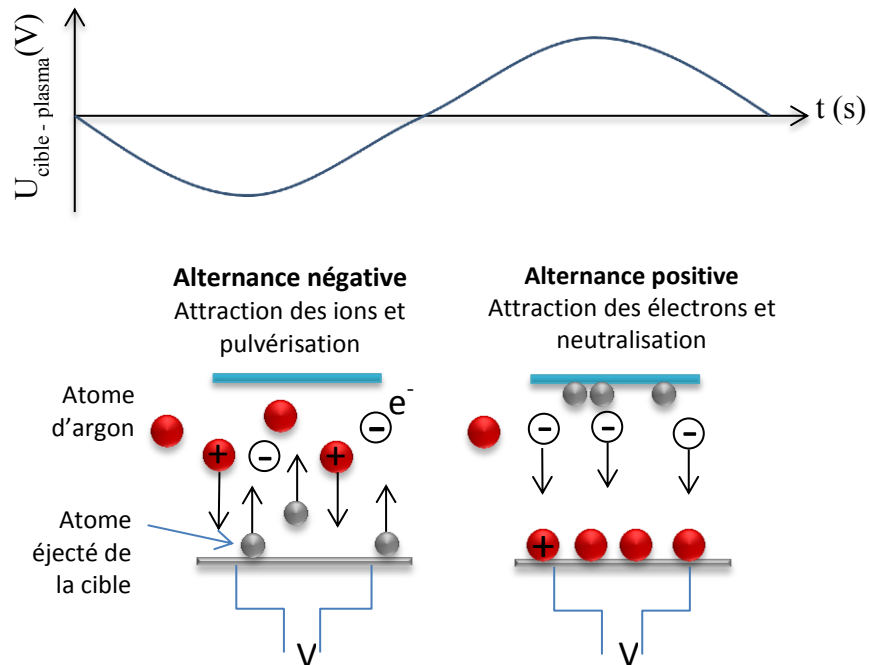 U cible - plasma (V)
t (s)
Alternance négative
Attraction des ions et
pulvérisation
Alternance positive
Attraction des électrons et
neutralisation
Atome
d’argon
e-
-
-
+
+
Atome
éjecté de
la cible
V
-
-
-
+
V